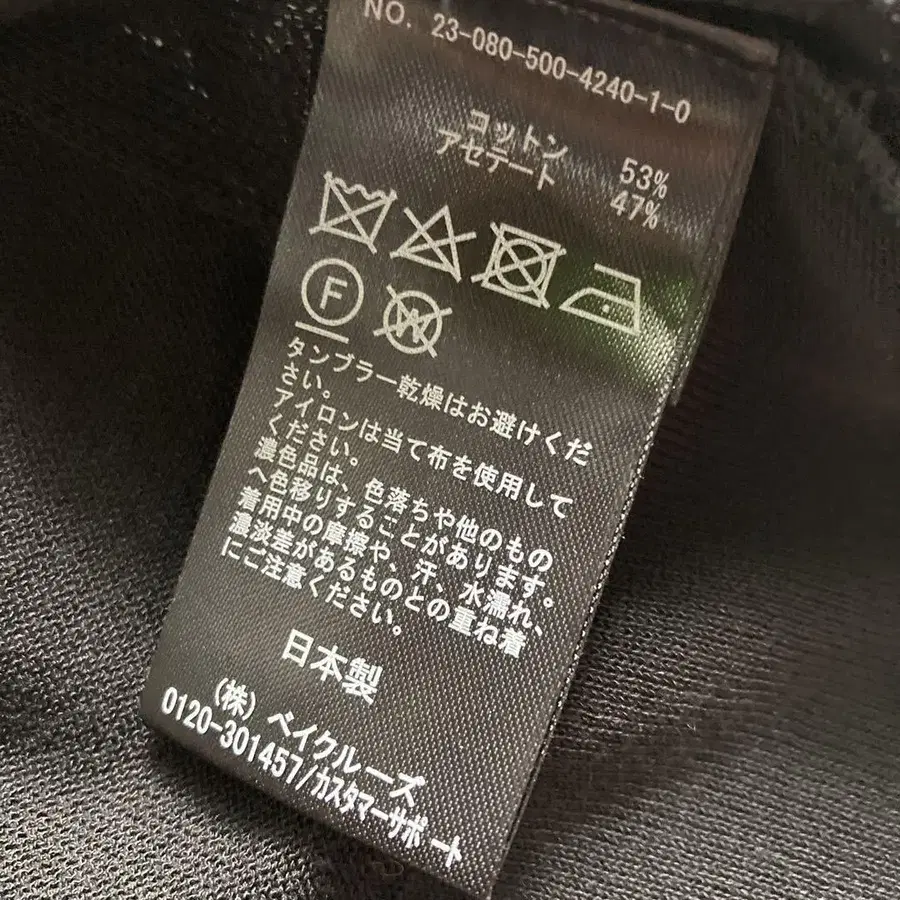 NO. 23-080-500-4240-1-0
コットン 53%
アセテート 47%
F W
タンブラー乾燥はお避けくだ
さい。
アイロンは当て布を使用して
ください。
濃色品は、色落ちや他のもの
へ色移りすることがあります。
着用中の摩擦や、汗、水濡れ、
濃淡差があるものとの重ね着
にご注意ください。
日本製
(株) ベイクルーズ
0120-301457/カスタマーサポート